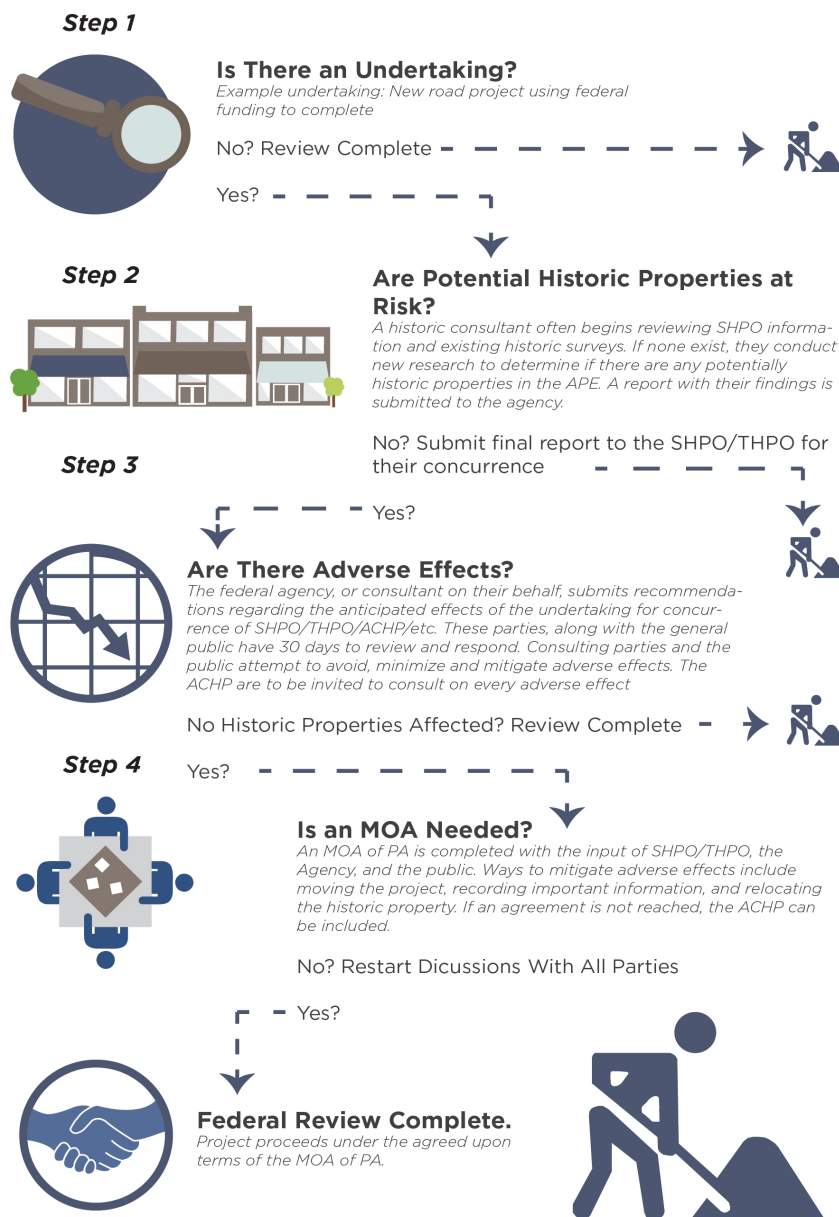 Step 1
Is There an Undertaking?
Example undertaking: New road project using federal
funding to complete
No? Review Complete
Yes?
Step 2
Are Potential Historic Properties at
Risk?
A historic consultant often begins reviewing SHPO informa-
tion and existing historic surveys. If none exist, they conduct
new research to determine if there are any potentially
historic properties in the APE. A report with their findings is
submitted to the agency.
No? Submit final report to the SHPO/THPO for
their concurrence
Yes?
Step 3
Are There Adverse Effects?
The federal agency, or consultant on their behalf, submits recommenda-
tions regarding the anticipated effects of the undertaking for concur-
rence of SHPO/THPO/ACHP/etc. These parties, along with the general
public have 30 days to review and respond. Consulting parties and the
public attempt to avoid, minimize and mitigate adverse effects. The
ACHP are to be invited to consult on every adverse effect
No Historic Properties Affected? Review Complete
Yes?
Step 4
Is an MOA Needed?
An MOA of PA is completed with the input of SHPO/THPO, the
Agency, and the public. Ways to mitigate adverse effects include
moving the project, recording important information, and relocating
the historic property. If an agreement is not reached, the ACHP can
be included.
No? Restart Dicussions With All Parties
Yes?
Federal Review Complete.
Project proceeds under the agreed upon
terms of the MOA of PA.